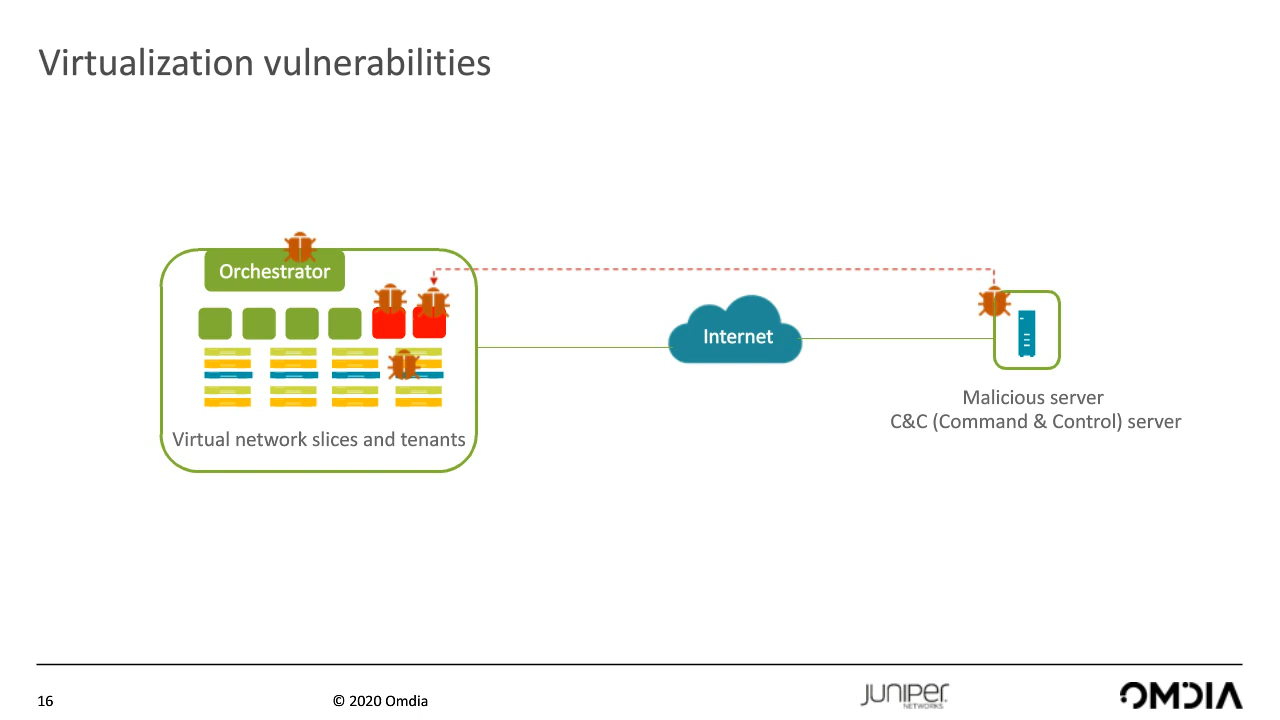 Virtualization vulnerabilities
Orchestrator
Internet
Virtual network slices and tenants
Malicious server
C&C (Command & Control) server
16
© 2020 Omdia
JUNIPER
NETWORKS
OMDIA